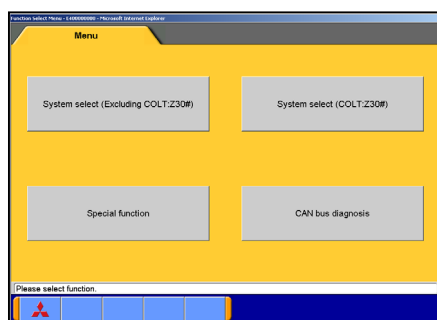 Function Select Menu - E400000000 - Microsoft Internet Explorer
Menu
System select (Excluding COLT:Z30#)
System select (COLT:Z30#)
Special function
CAN bus diagnosis
Please select function.